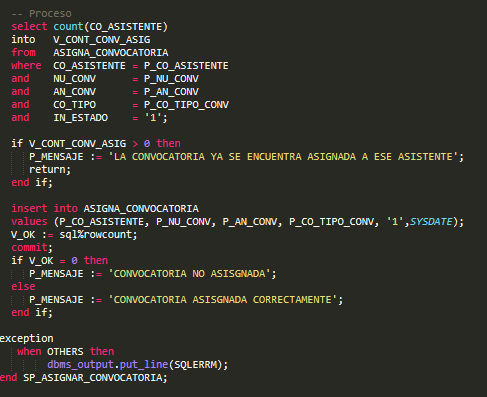 -- Proceso
select count(CO_ASISTENTE)
into V_CONT_CONV_ASIG
from ASIGNA_CONVOCATORIA
where CO_ASISTENTE = P_CO_ASISTENTE
and NU_CONV = P_NU_CONV
and AN_CONV = P_AN_CONV
and CO_TIPO = P_CO_TIPO_CONV
and IN_ESTADO = '1';
if V_CONT_CONV_ASIG > 0 then
P_MENSAJE := 'LA CONVOCATORIA YA SE ENCUENTRA ASIGNADA A ESE ASISTENTE';
return;
end if;
insert into ASIGNA_CONVOCATORIA
values (P_CO_ASISTENTE, P_NU_CONV, P_AN_CONV, P_CO_TIPO_CONV, '1',SYSDATE);
V_OK := sql%rowcount;
commit;
if V_OK = 0 then
P_MENSAJE := 'CONVOCATORIA NO ASISGNADA';
else
P_MENSAJE := 'CONVOCATORIA ASISGNADA CORRECTAMENTE';
end if;
exception
when OTHERS then
dbms_output.put_line(SQLERRM);
end SP_ASIGNAR_CONVOCATORIA;